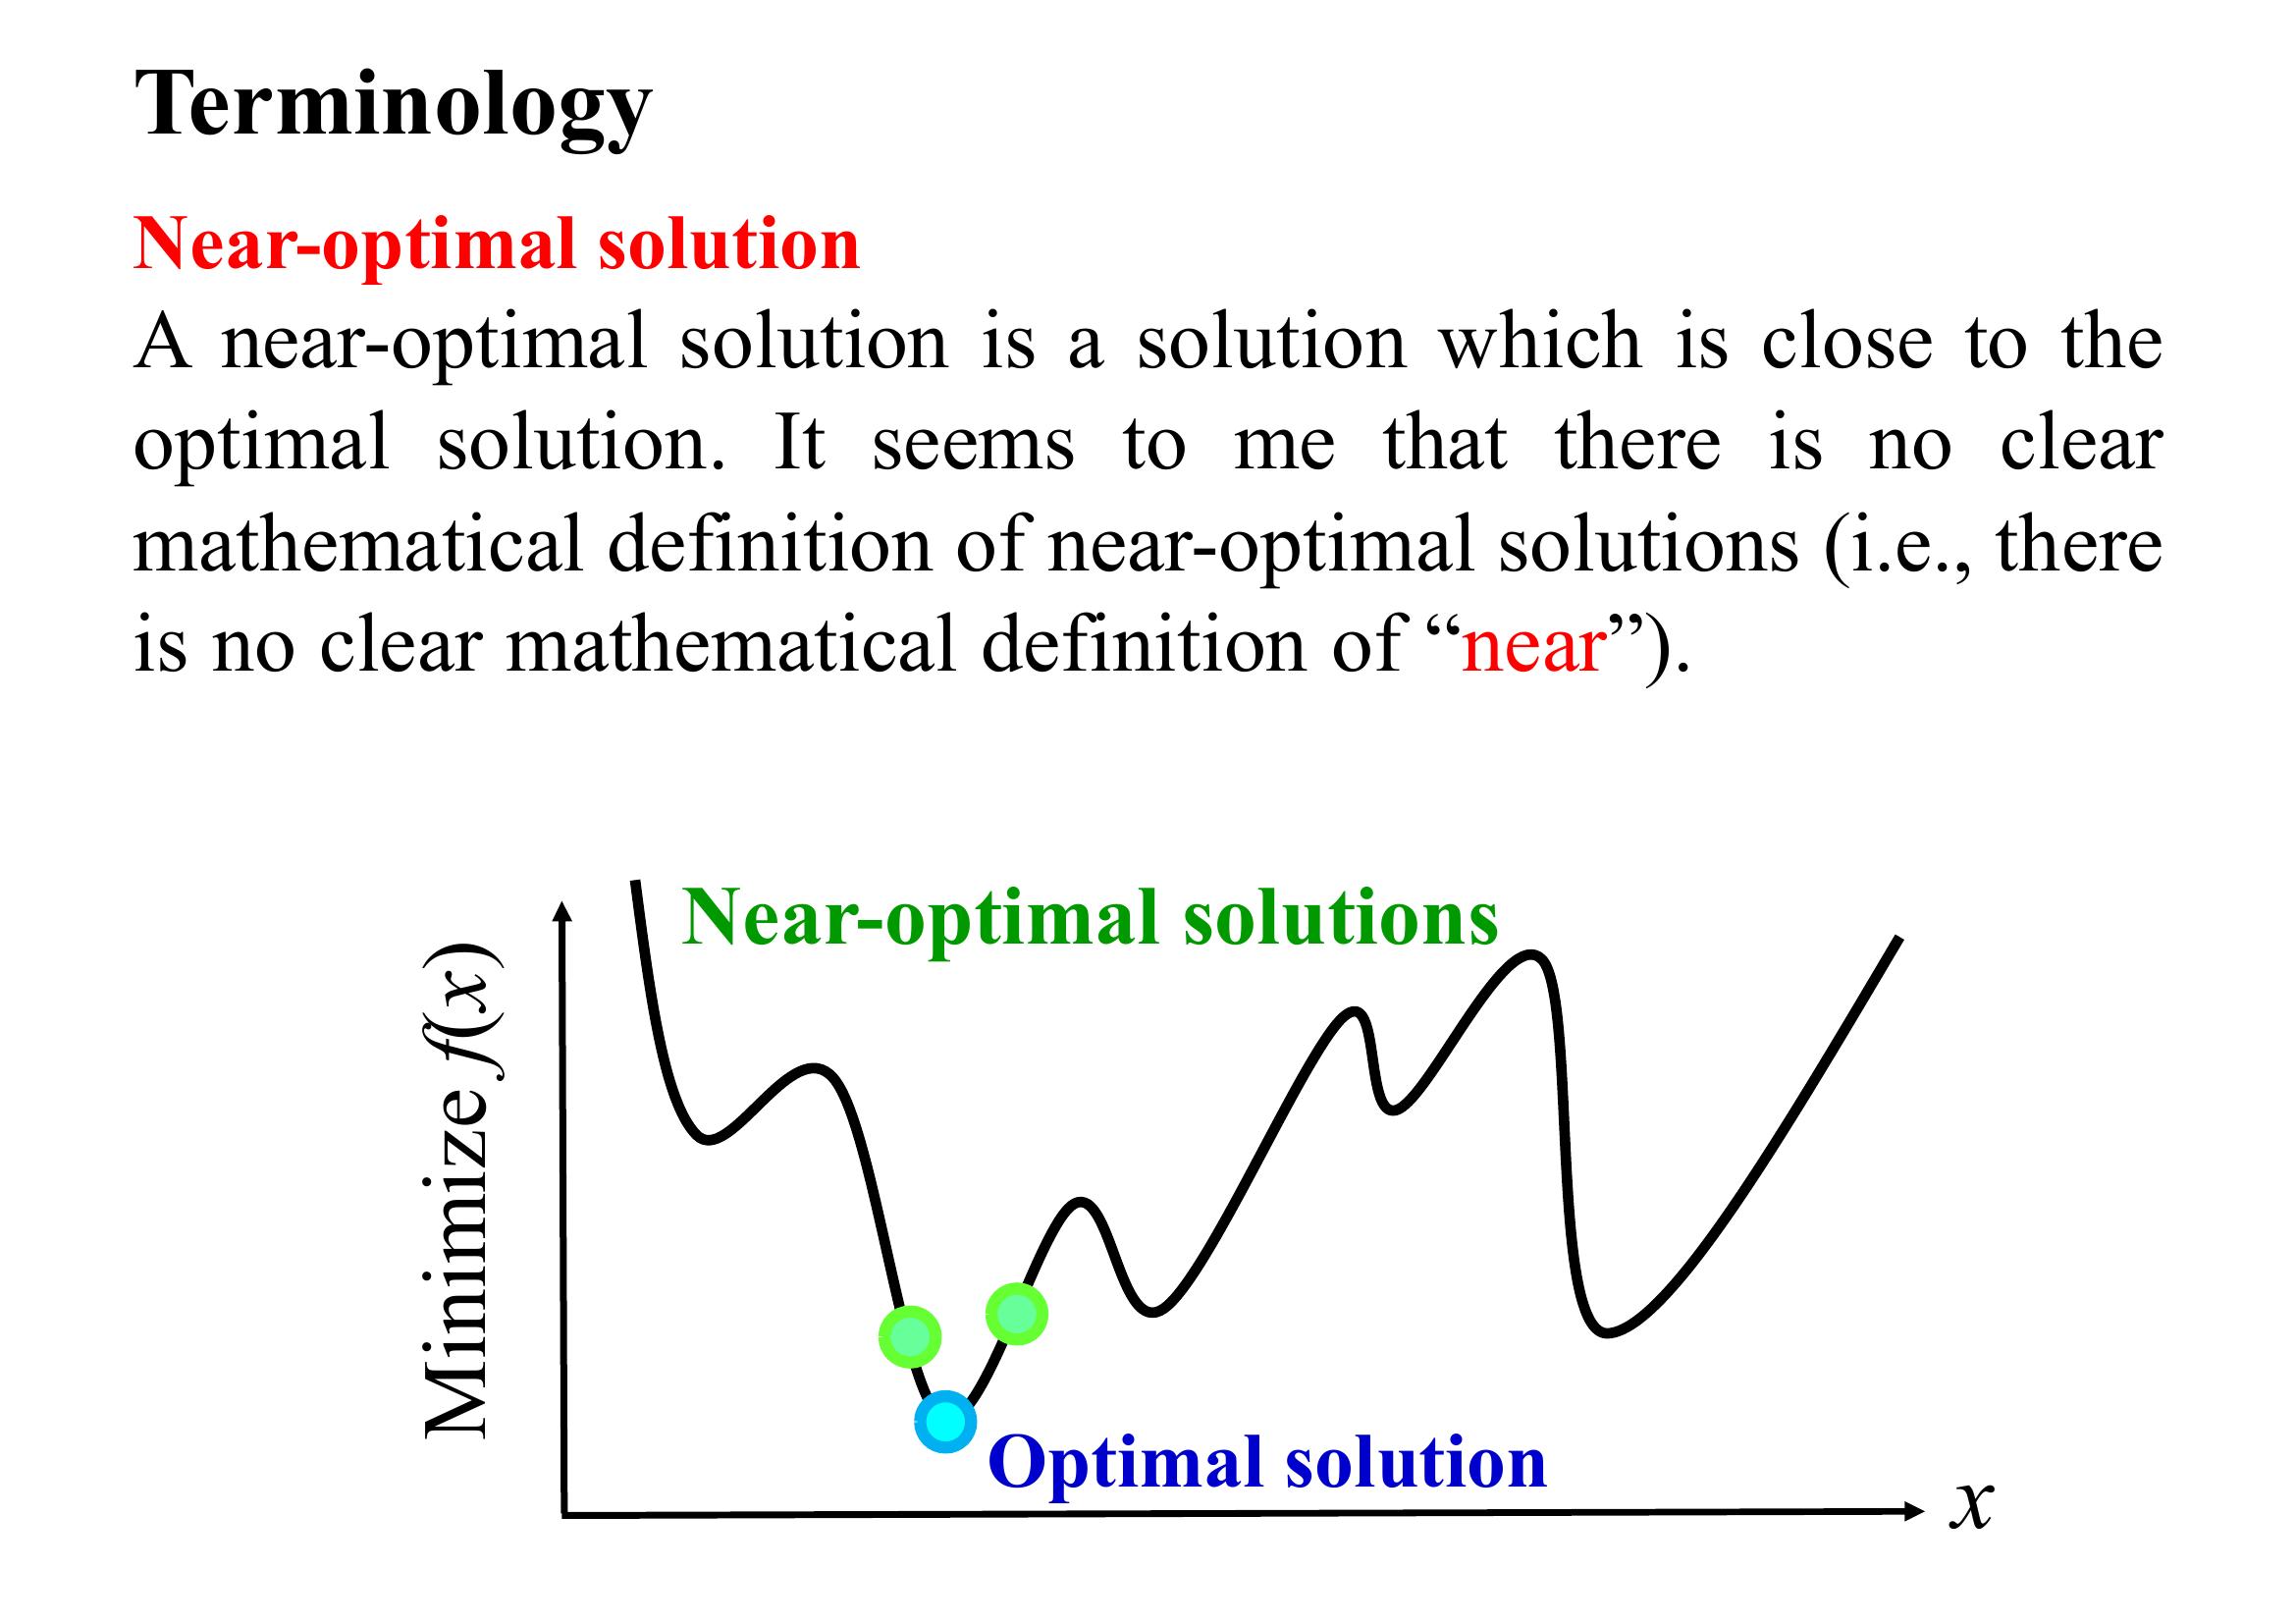 Terminology
Near-optimal solution
A near-optimal solution is a solution which is close to the
optimal solution. It seems to me that there is no clear
mathematical definition of near-optimal solutions (i.e., there
is no clear mathematical definition of “near”).
Near-optimal solutions
Minimize f(x)
Optimal solution
x